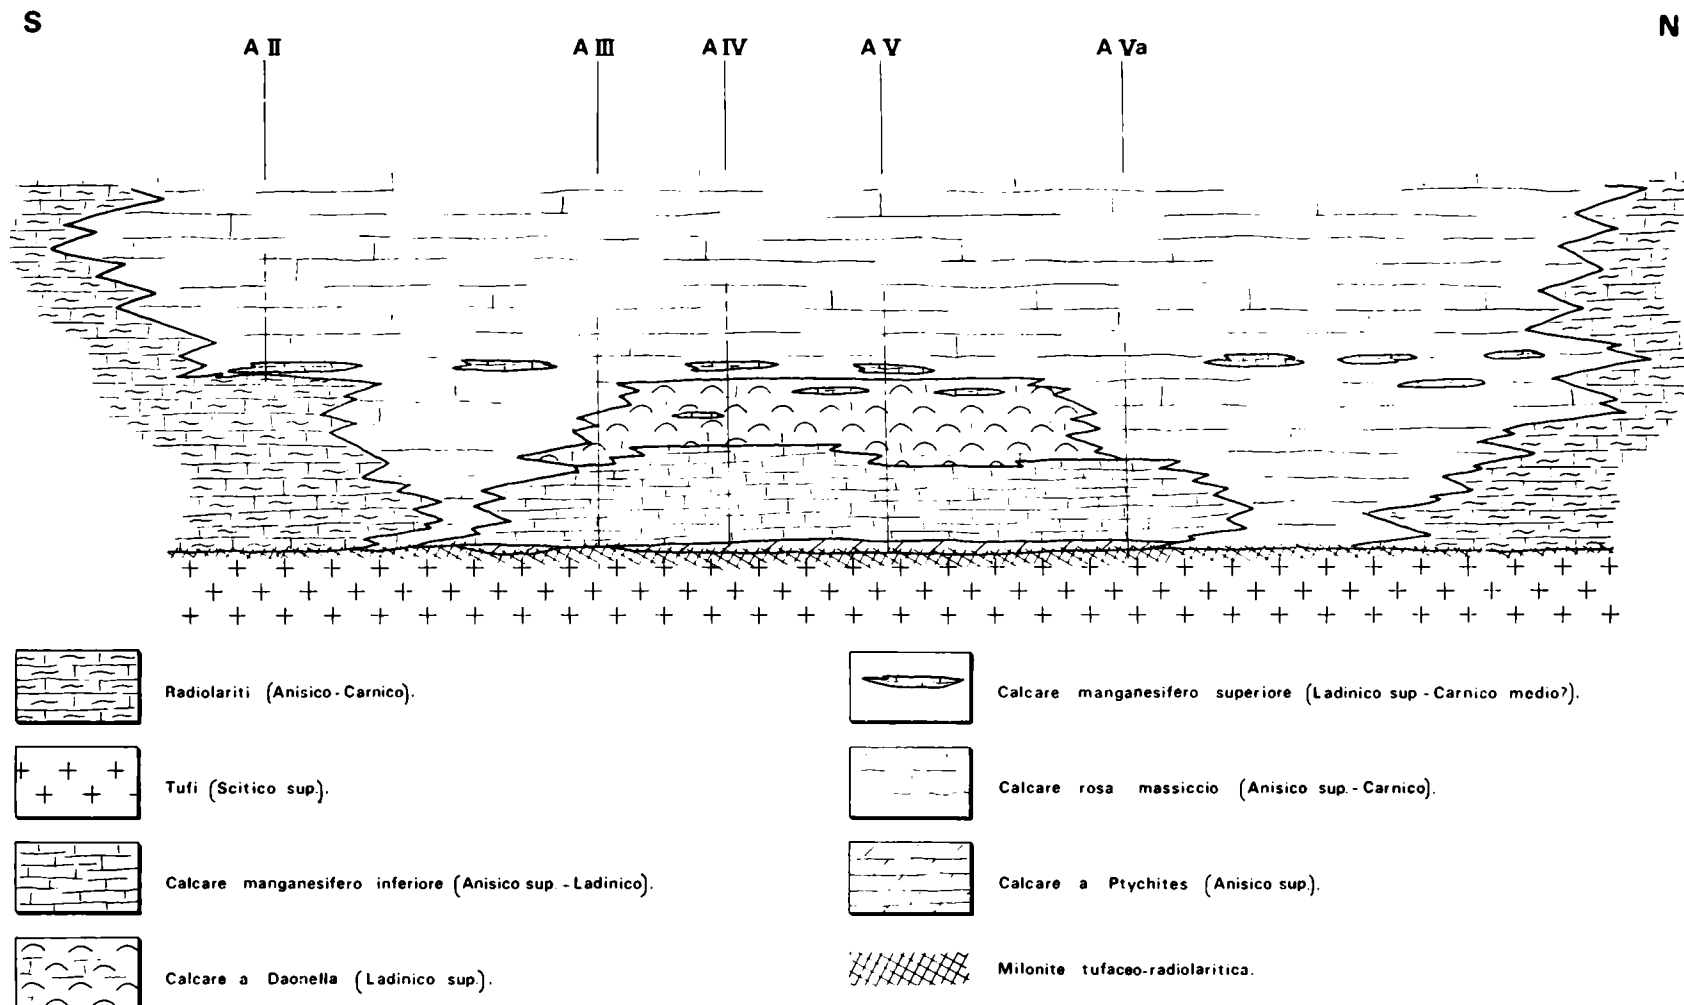 S
N
A II
A III
A IV
A V
A Va
Radiolariti (Anisico-Carnico).
Tufi (Scitico sup.).
Calcare manganesifero inferiore (Anisico sup.-Ladinico).
Calcare a Daonella (Ladinico sup.).
Calcare manganesifero superiore (Ladinico sup-Carnico medio?).
Calcare rosa massiccio (Anisico sup.-Carnico).
Calcare a Ptychites (Anisico sup.).
Milonite tufaceo-radiolaritica.